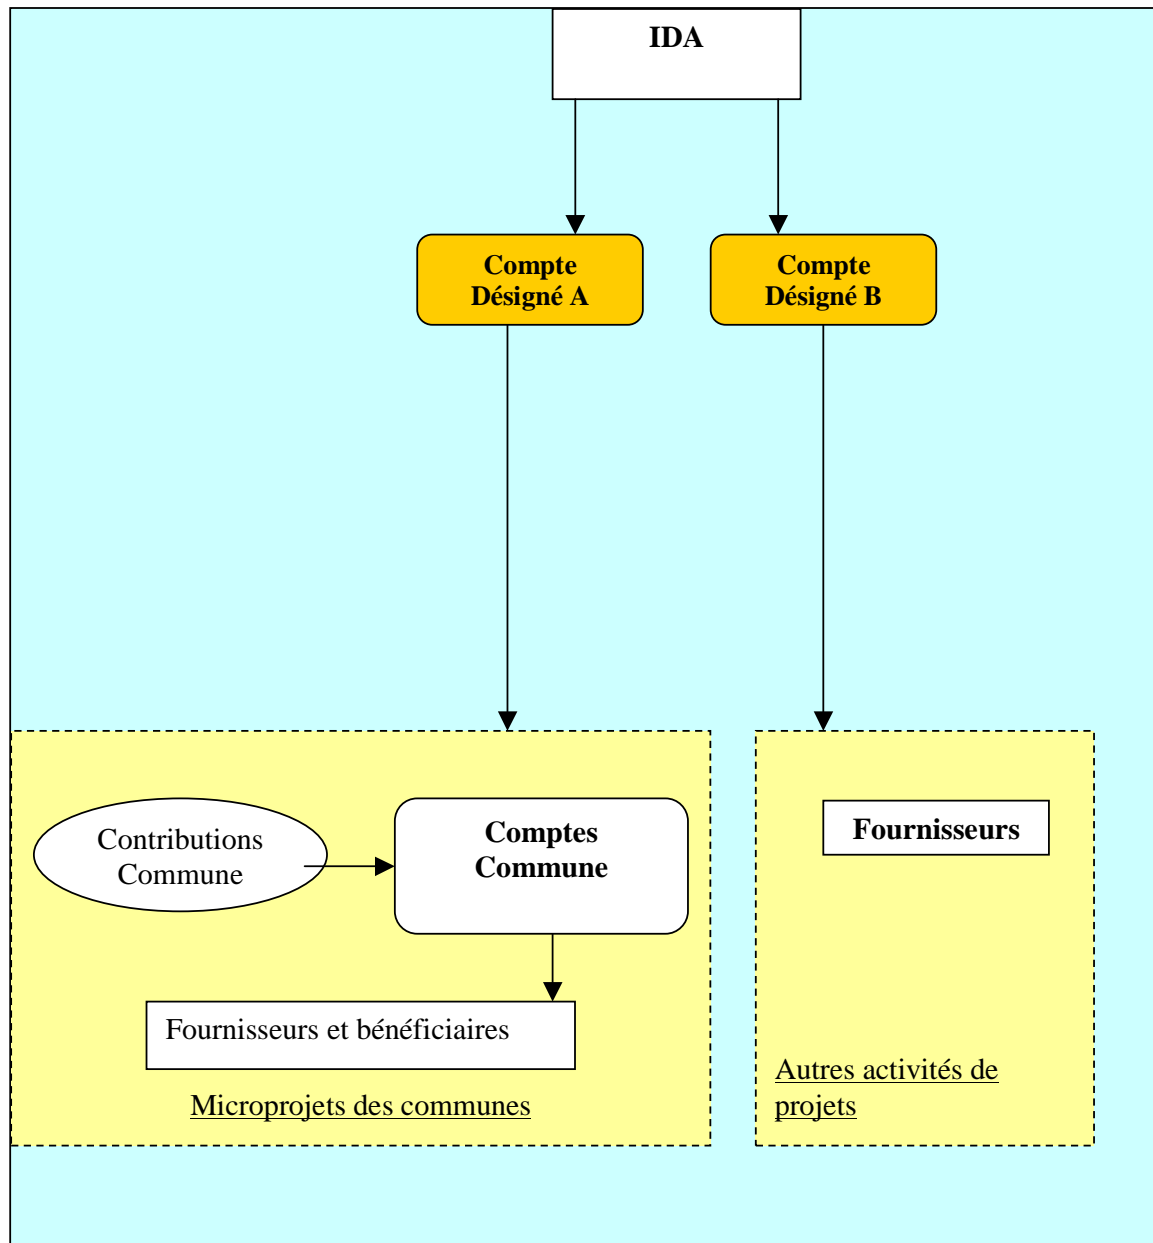 IDA
Compte
Désigné A
Compte
Désigné B
Contributions
Commune
Comptes
Commune
Fournisseurs et bénéficiaires
Microprojets des communes
Fournisseurs
Autres activités de
projets